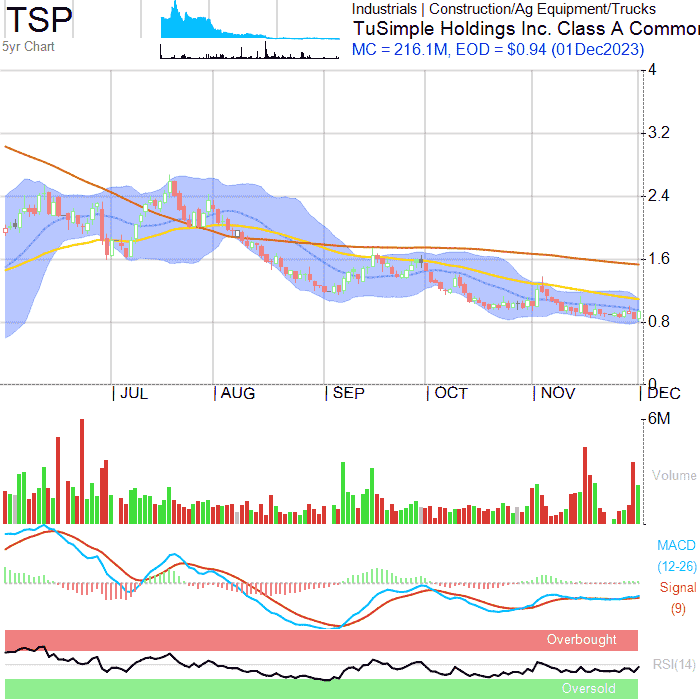 TSP
5yr Chart
Industrials | Construction/Ag Equipment/Trucks
TuSimple Holdings Inc. Class A Commo
MC = 216.1M, EOD = $0.94 (01Dec2023)
4
3.2
2.4
1.6
0.8
0
JUL
AUG
SEP
OCT
NOV
DEC
6M
Volume
MACD
(12-26)
Signal
(9)
Overbought
RSI(14)
Oversold